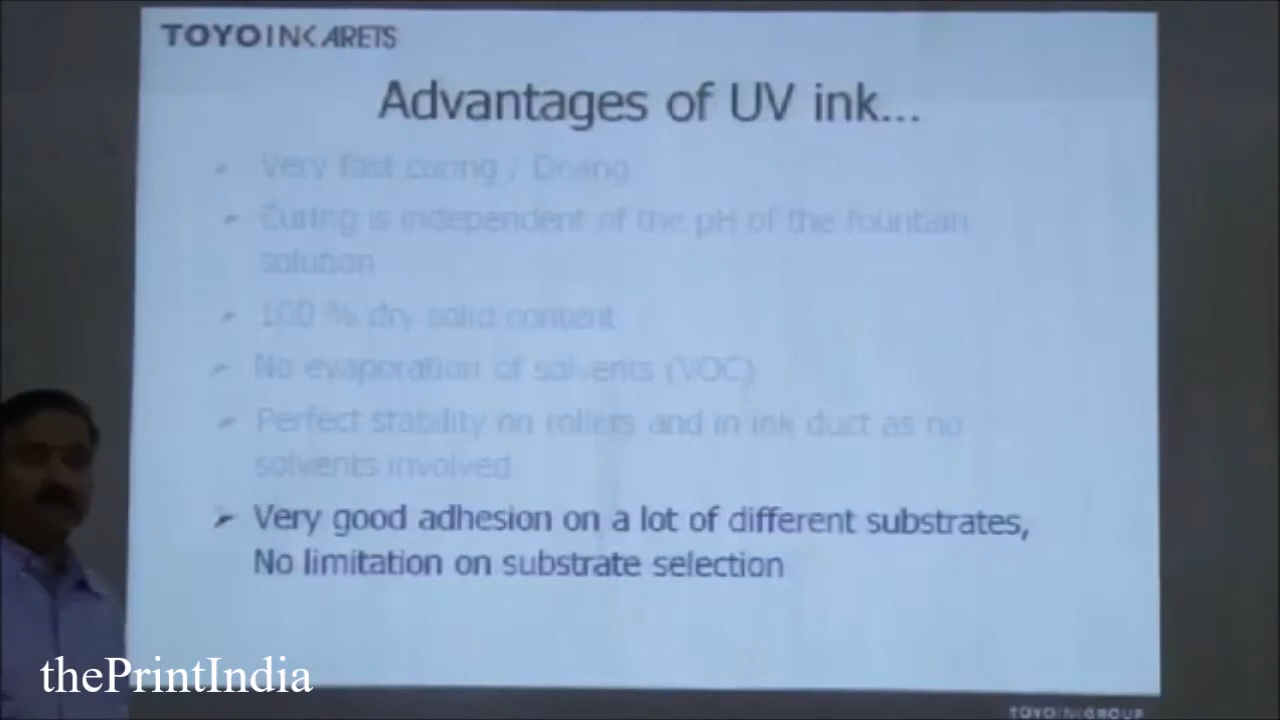 TOYO INK ARETS
Advantages of UV ink...
Very fast curing / Drying
Curing is independent of the pH of the fountain
solution
100 % dry solid content
No evaporation of solvents (VOC)
Perfect stability on rollers and in ink duct as no
solvents involved
Very good adhesion on a lot of different substrates,
No limitation on substrate selection
thePrintIndia
TOYO INK GROUP